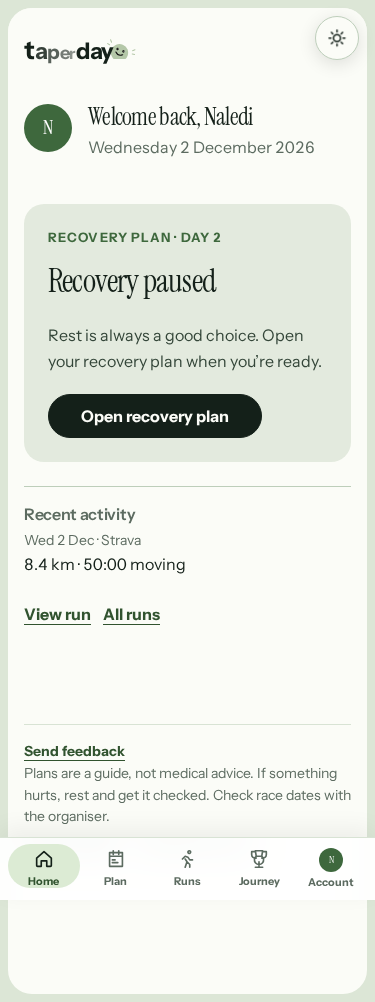 taperday
Welcome back, Naledi
N
Wednesday 2 December 2026
RECOVERY PLAN · DAY 2
Recovery paused
Rest is always a good choice. Open
your recovery plan when you’re ready.
Open recovery plan
Recent activity
Wed 2 Dec · Strava
8.4 km · 50:00 moving
View run All runs
Send feedback
Plans are a guide, not medical advice. If something
hurts, rest and get it checked. Check race dates with
the organiser.
N
Home Plan Runs Journey Account